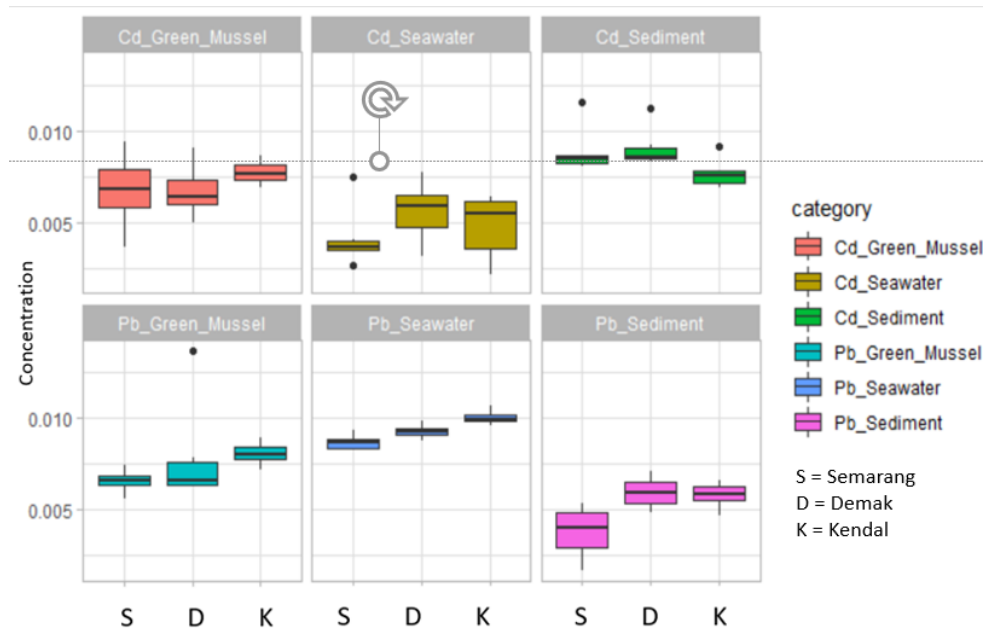 Cd_Green_Mussel
Cd_Seawater
Cd_Sediment
0.010
0.005
Concentration
Pb_Green_Mussel
Pb_Seawater
Pb_Sediment
0.010
0.005
S D K
S D K
S D K
category
Cd_Green_Mussel
Cd_Seawater
Cd_Sediment
Pb_Green_Mussel
Pb_Seawater
Pb_Sediment
S = Semarang
D = Demak
K = Kendal